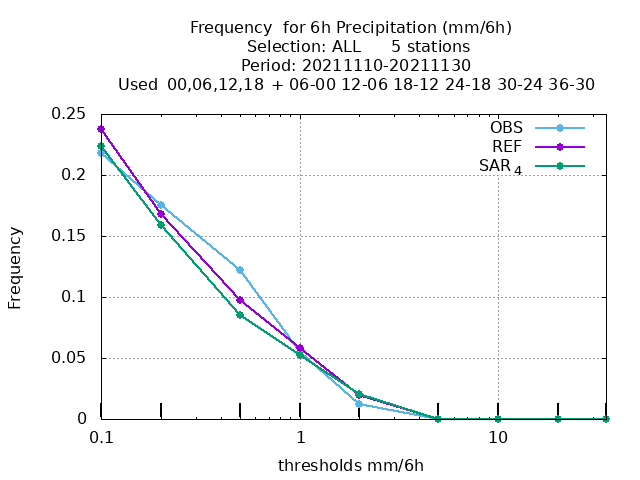 Frequency  for 6h Precipitation (mm/6h)
Selection: ALL      5 stations
Period: 20211110-20211130
Used  00,06,12,18  + 06-00 12-06 18-12 24-18 30-24 36-30
0.25
0.2
0.15
0.1
0.05
0
Frequency
OBS
REF
SAR 4
0.1
1
10
thresholds mm/6h